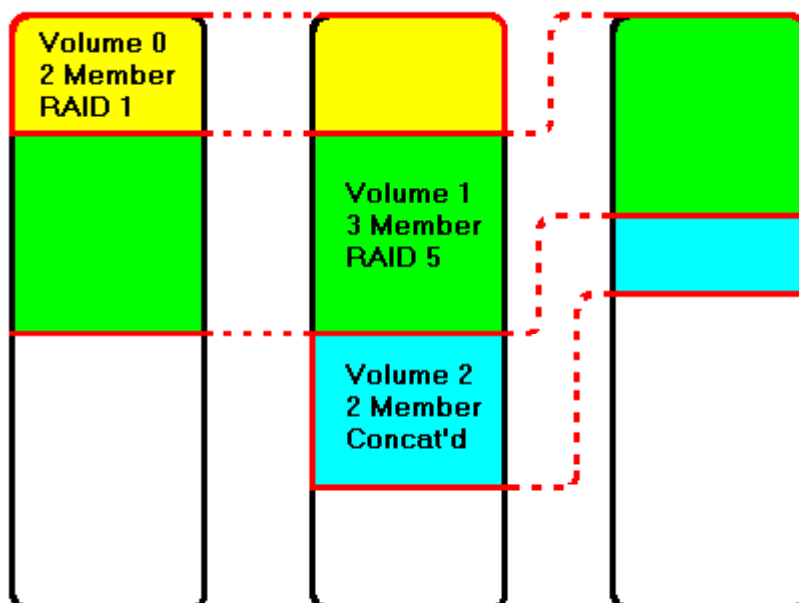 Volume 0
2 Member
RAID 1
Volume 1
3 Member
RAID 5
Volume 2
2 Member
Concat'd